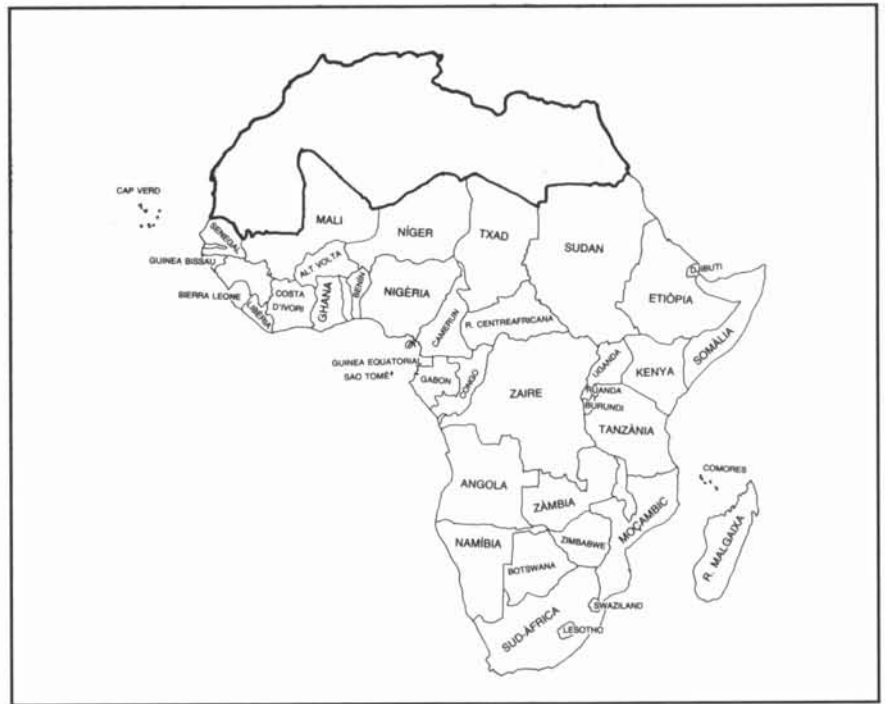 CAP VERD
SENEGAL
GUINEA BISSAU
BIERRA LEONE
LIBÈRIA
MALI
ALT VOLTA
COSTA
D'IVORI
GHANA
BENÍN
NÍGER
NIGÈRIA
TXAD
SUDAN
CAMERUN
R. CENTREAFRICANA
DJIBUTI
ETIÒPIA
SOMÀLIA
GUINEA EQUATORIAL
SAO TOMÉ
GABON
CONGO
ZAIRE
UGANDA
KENYA
RUANDA
BURUNDI
TANZÀNIA
ANGOLA
ZÀMBIA
COMORES
MOÇAMBIC
R. MALGAIXA
NAMÍBIA
ZIMBABWE
BOTSWANA
SWAZILAND
SUD-ÀFRICA
LESOTHO